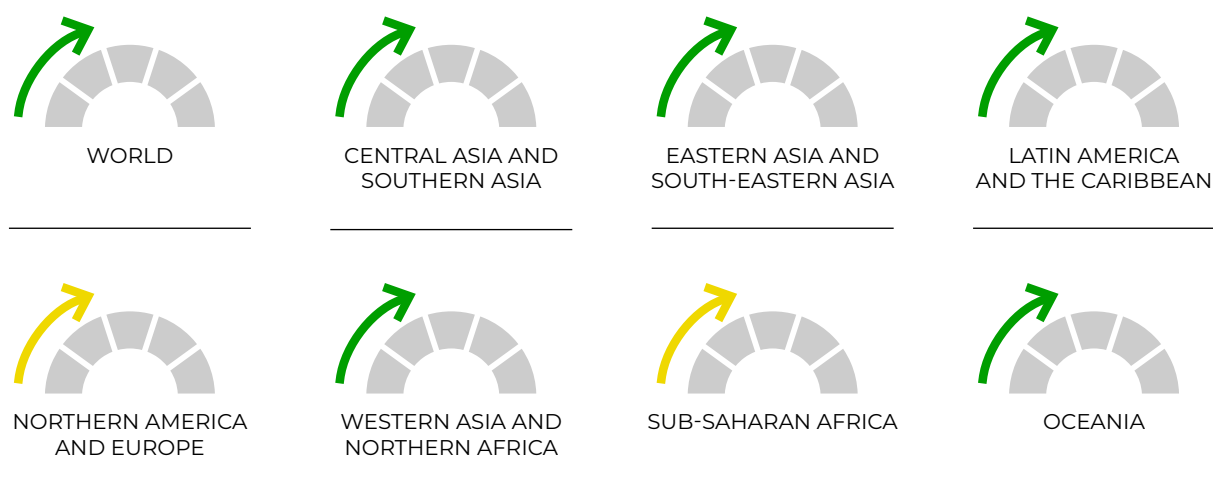 WORLD
CENTRAL ASIA AND
SOUTHERN ASIA
EASTERN ASIA AND
SOUTH-EASTERN ASIA
LATIN AMERICA
AND THE CARIBBEAN
NORTHERN AMERICA
AND EUROPE
WESTERN ASIA AND
NORTHERN AFRICA
SUB-SAHARAN AFRICA
OCEANIA